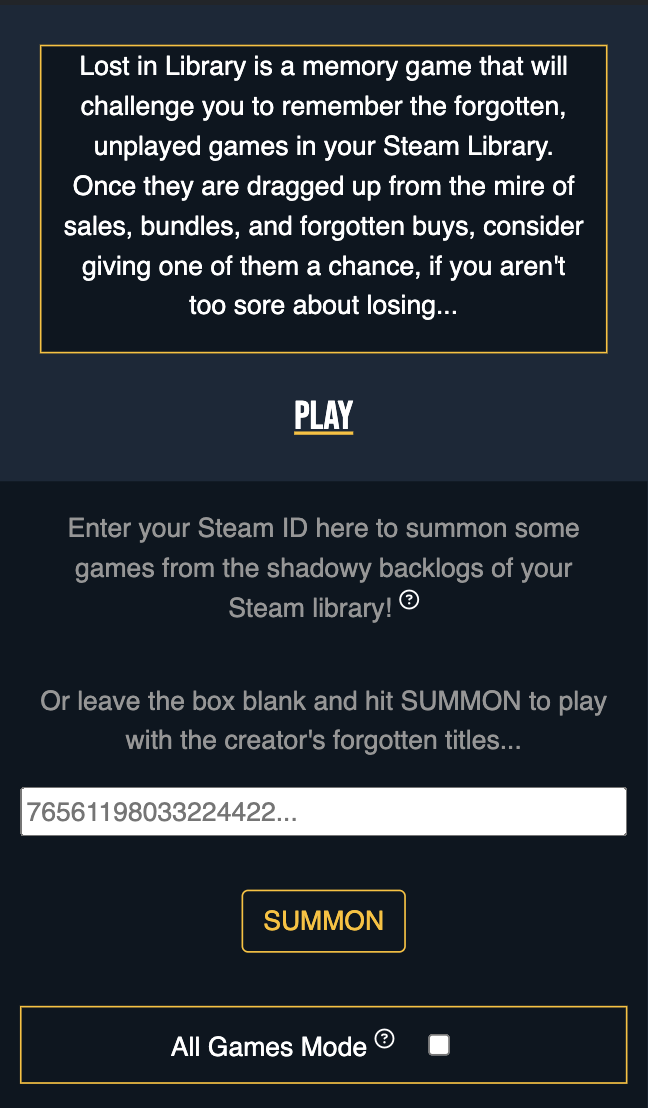 Lost in Library is a memory game that will
challenge you to remember the forgotten,
unplayed games in your Steam Library.
Once they are dragged up from the mire of
sales, bundles, and forgotten buys, consider
giving one of them a chance, if you aren't
too sore about losing...
PLAY
Enter your Steam ID here to summon some
games from the shadowy backlogs of your
Steam library! ?
Or leave the box blank and hit SUMMON to play
with the creator's forgotten titles...
76561198033224422...
SUMMON
All Games Mode ?